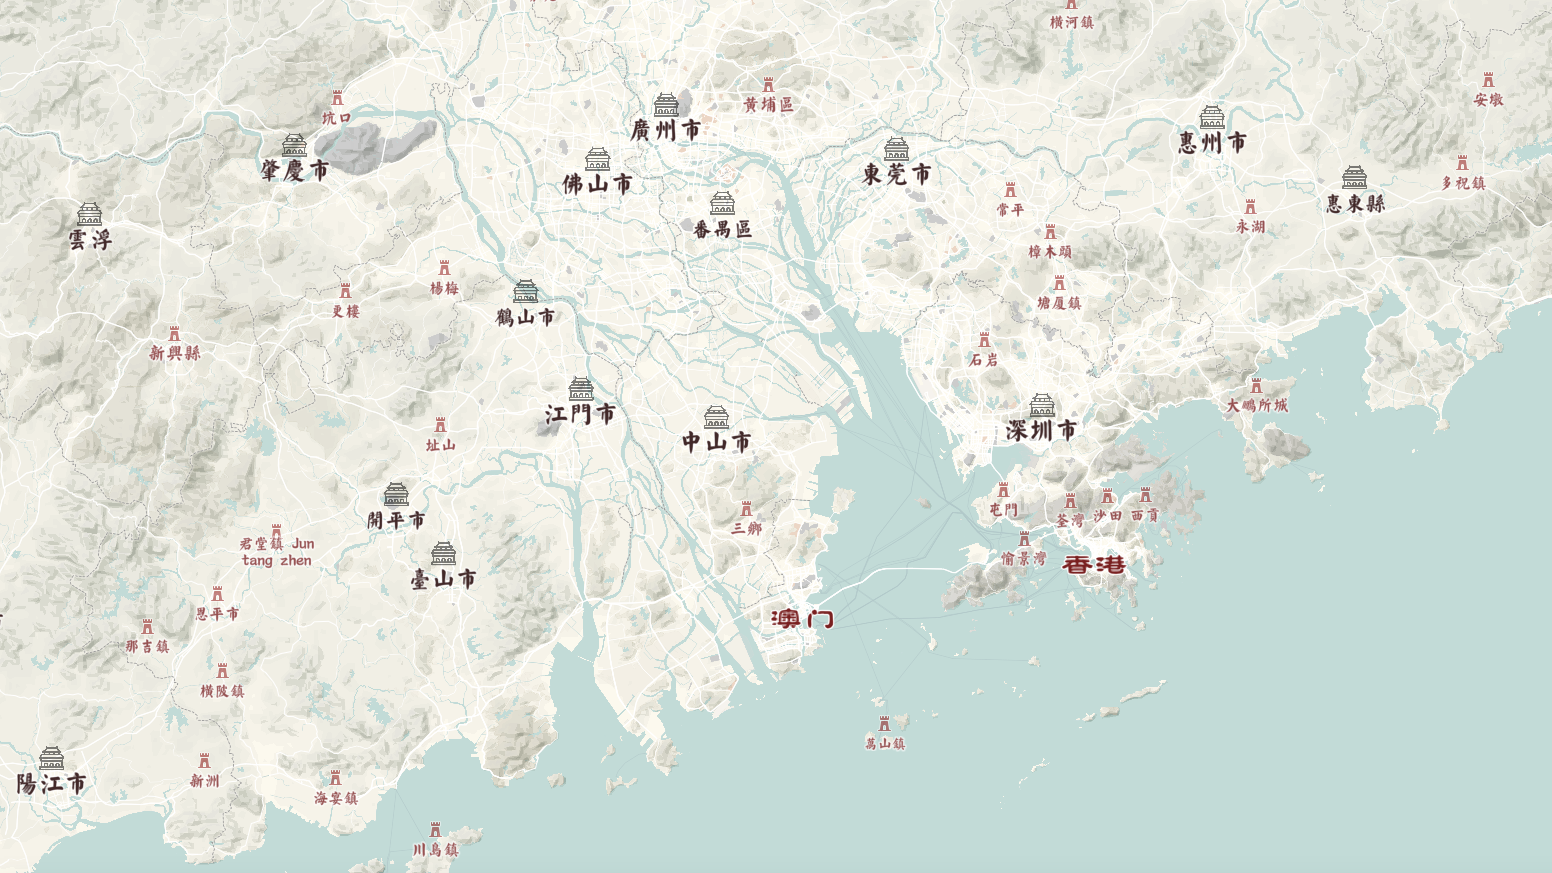 橫河鎮
安墩
黃埔區
坑口
廣州市
惠州市
肇慶市
佛山市
東莞市
多祝鎮
惠東縣
常平
永湖
番禺區
雲浮
樟木頭
楊梅
塘厦鎮
更樓
鶴山市
新興縣
石岩
大鵬所城
江門市
深圳市
中山市
址山
屯門
荃灣
沙田
西貢
開平市
三鄉
君堂鎮 Jun
tang zhen
愉景灣
香港
臺山市
恩平市
澳门
那吉鎮
橫陂鎮
萬山鎮
陽江市
新洲
海宴鎮
川島鎮